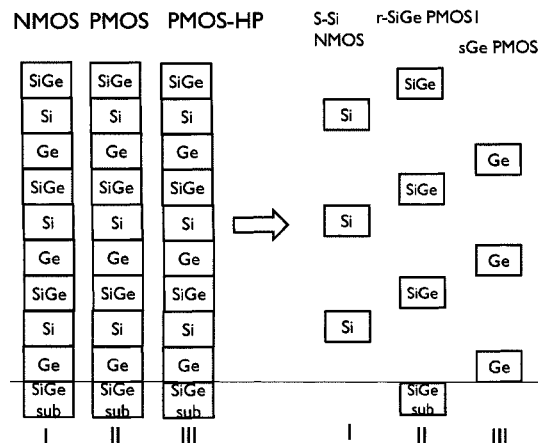 NMOS PMOS PMOS-HP
S-Si
NMOS
r-SiGe PMOS1
sGe PMOS
SiGe SiGe SiGe
Si Si Si
Ge Ge Ge
SiGe SiGe SiGe
Si Si Si
Ge Ge Ge
SiGe SiGe SiGe
Si Si Si
Ge Ge Ge
SiGe SiGe SiGe
sub sub sub
I II III
SiGe
Si
Ge
SiGe
Si
Ge
SiGe
Si
Ge
SiGe
sub
I II III